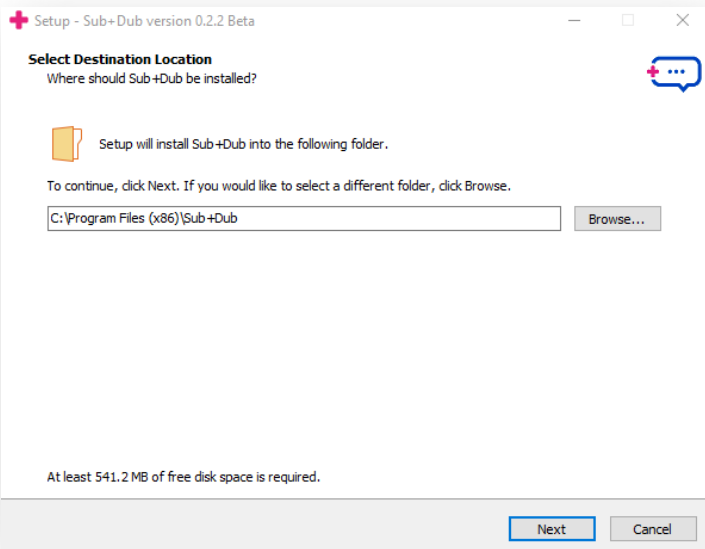 Setup - Sub+Dub version 0.2.2 Beta
Select Destination Location
Where should Sub+Dub be installed?
Setup will install Sub+Dub into the following folder.
To continue, click Next. If you would like to select a different folder, click Browse.
C:\Program Files (x86)\Sub+Dub
Browse...
At least 541.2 MB of free disk space is required.
Next
Cancel